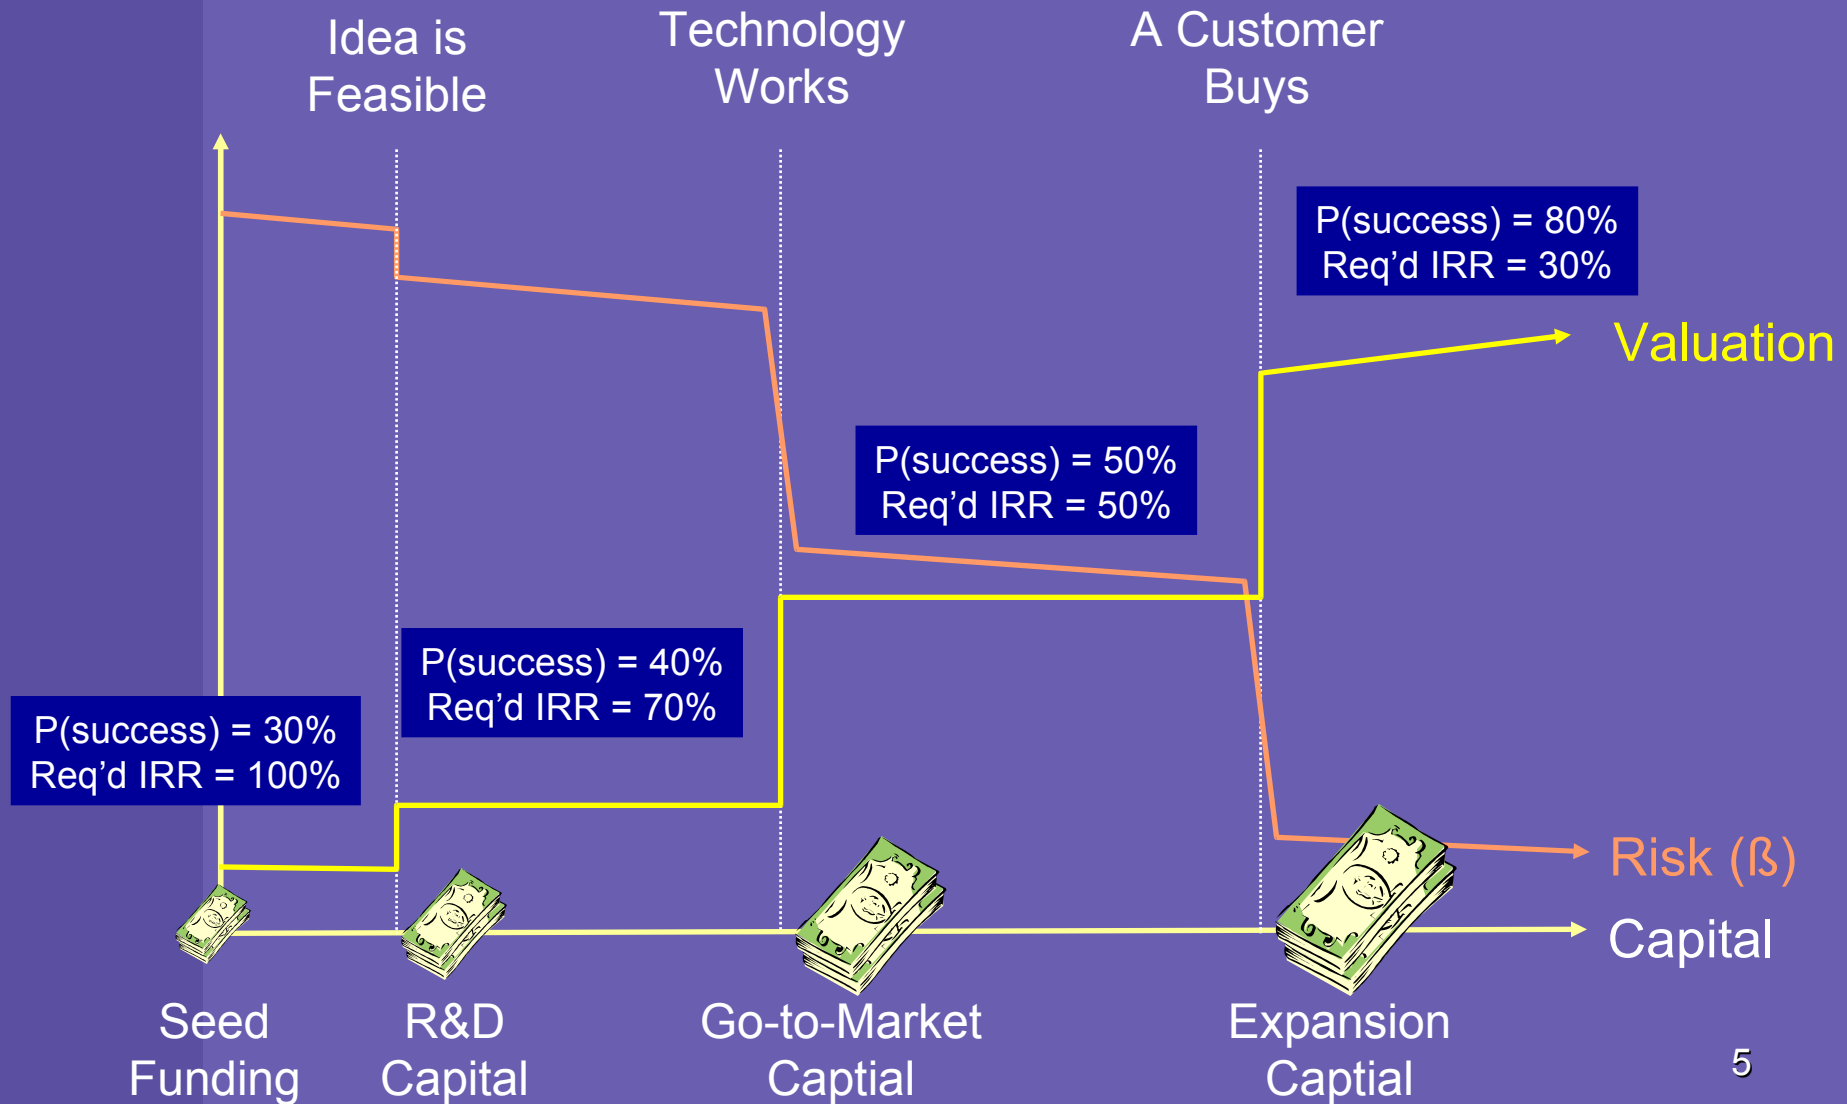 Idea is
Feasible
Technology
Works
A Customer
Buys
P(success) = 80%
Req’d IRR = 30%
Valuation
P(success) = 50%
Req’d IRR = 50%
P(success) = 40%
Req’d IRR = 70%
P(success) = 30%
Req’d IRR = 100%
Risk (ß)
Capital
Seed
Funding
R&D
Capital
Go-to-Market
Captial
Expansion
Captial
5